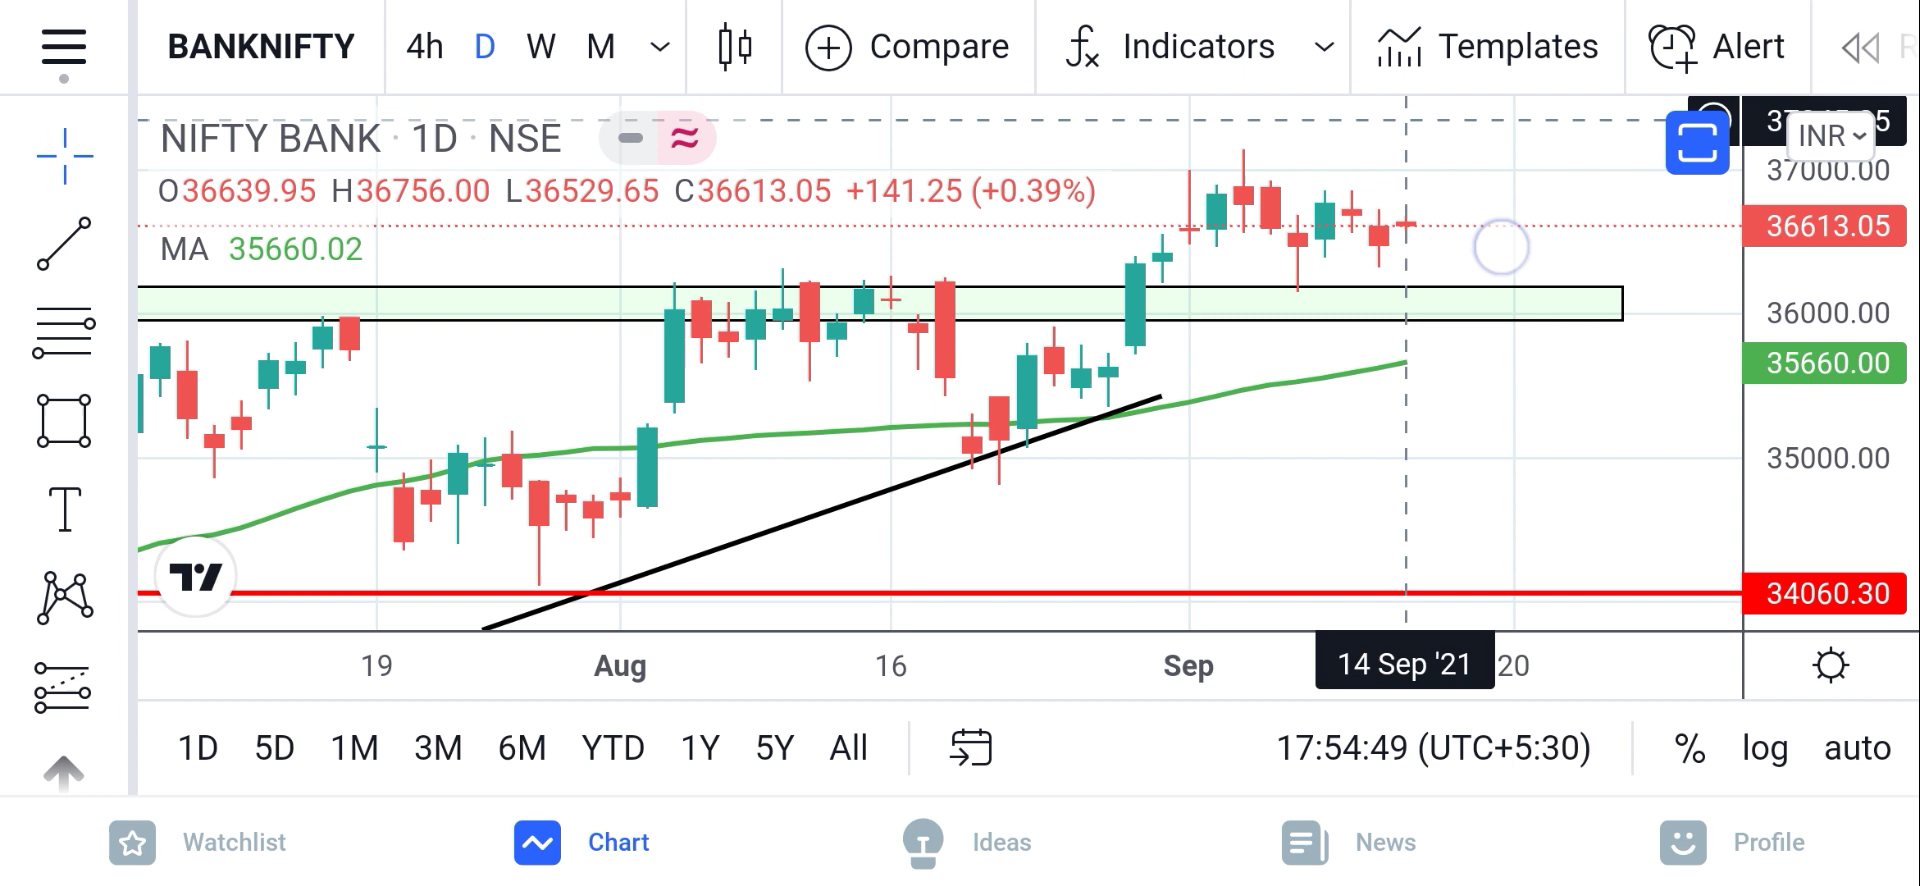 BANKNIFTY 4h D W M Compare Indicators Templates Alert
NIFTY BANK · 1D · NSE
INR
37000.00
O36639.95 H36756.00 L36529.65 C36613.05 +141.25 (+0.39%)
36613.05
MA 35660.02
36000.00
35660.00
35000.00
34060.30
19 Aug 16 Sep 14 Sep '21 20
1D 5D 1M 3M 6M YTD 1Y 5Y All 17:54:49 (UTC+5:30) % log auto
Watchlist Chart Ideas News Profile